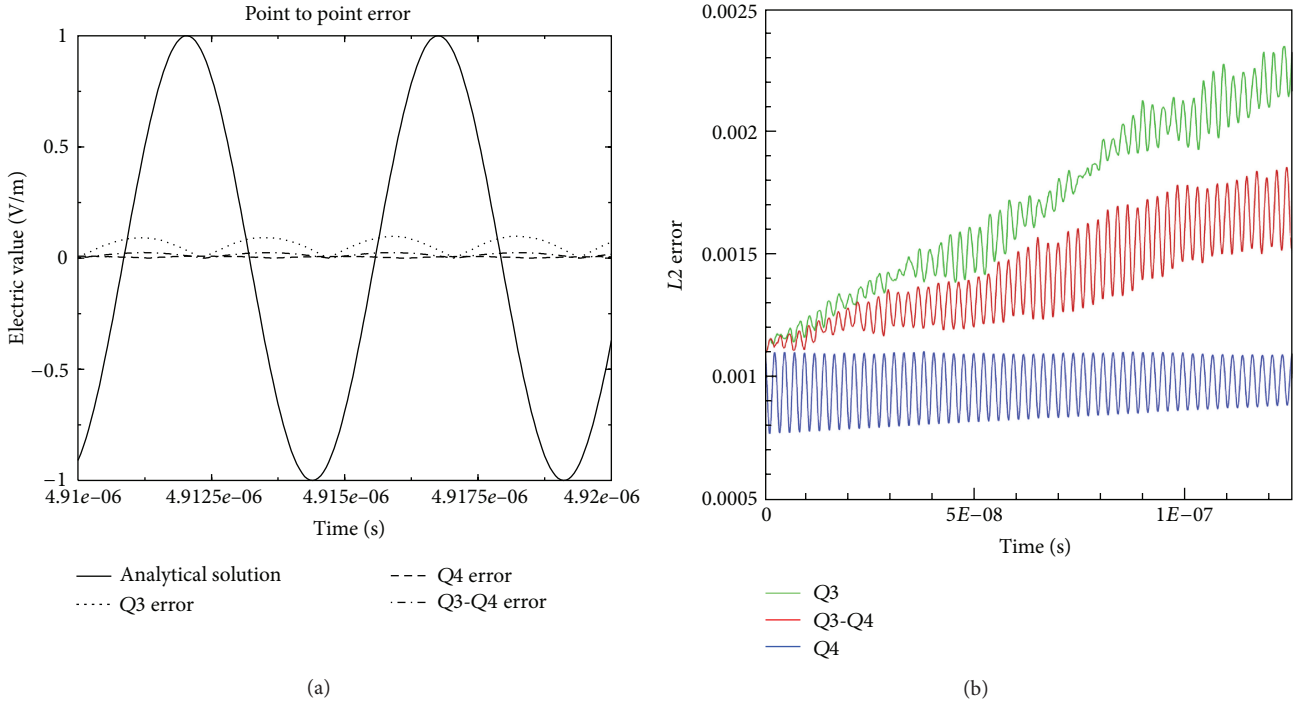 Point to point error
1
0.5
0
−0.5
−1
Electric value (V/m)
4.91e-06
4.9125e-06
4.915e-06
4.9175e-06
4.92e-06
Time (s)
Analytical solution
Q3 error
Q4 error
Q3-Q4 error
(a)
0.0025
0.002
0.0015
0.001
0.0005
L2 error
0
5E-08
1E-07
Time (s)
Q3
Q3-Q4
Q4
(b)